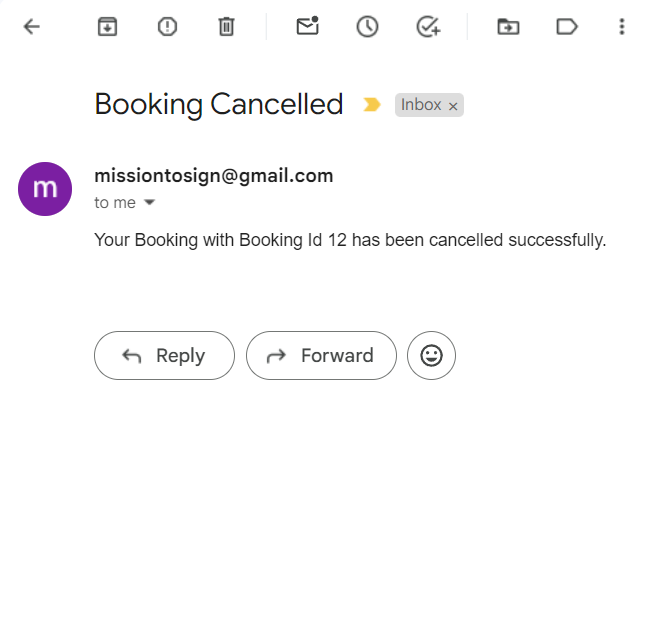 Booking Cancelled
Inbox ×
m
missiontosign@gmail.com
to me
Your Booking with Booking Id 12 has been cancelled successfully.
Reply
Forward